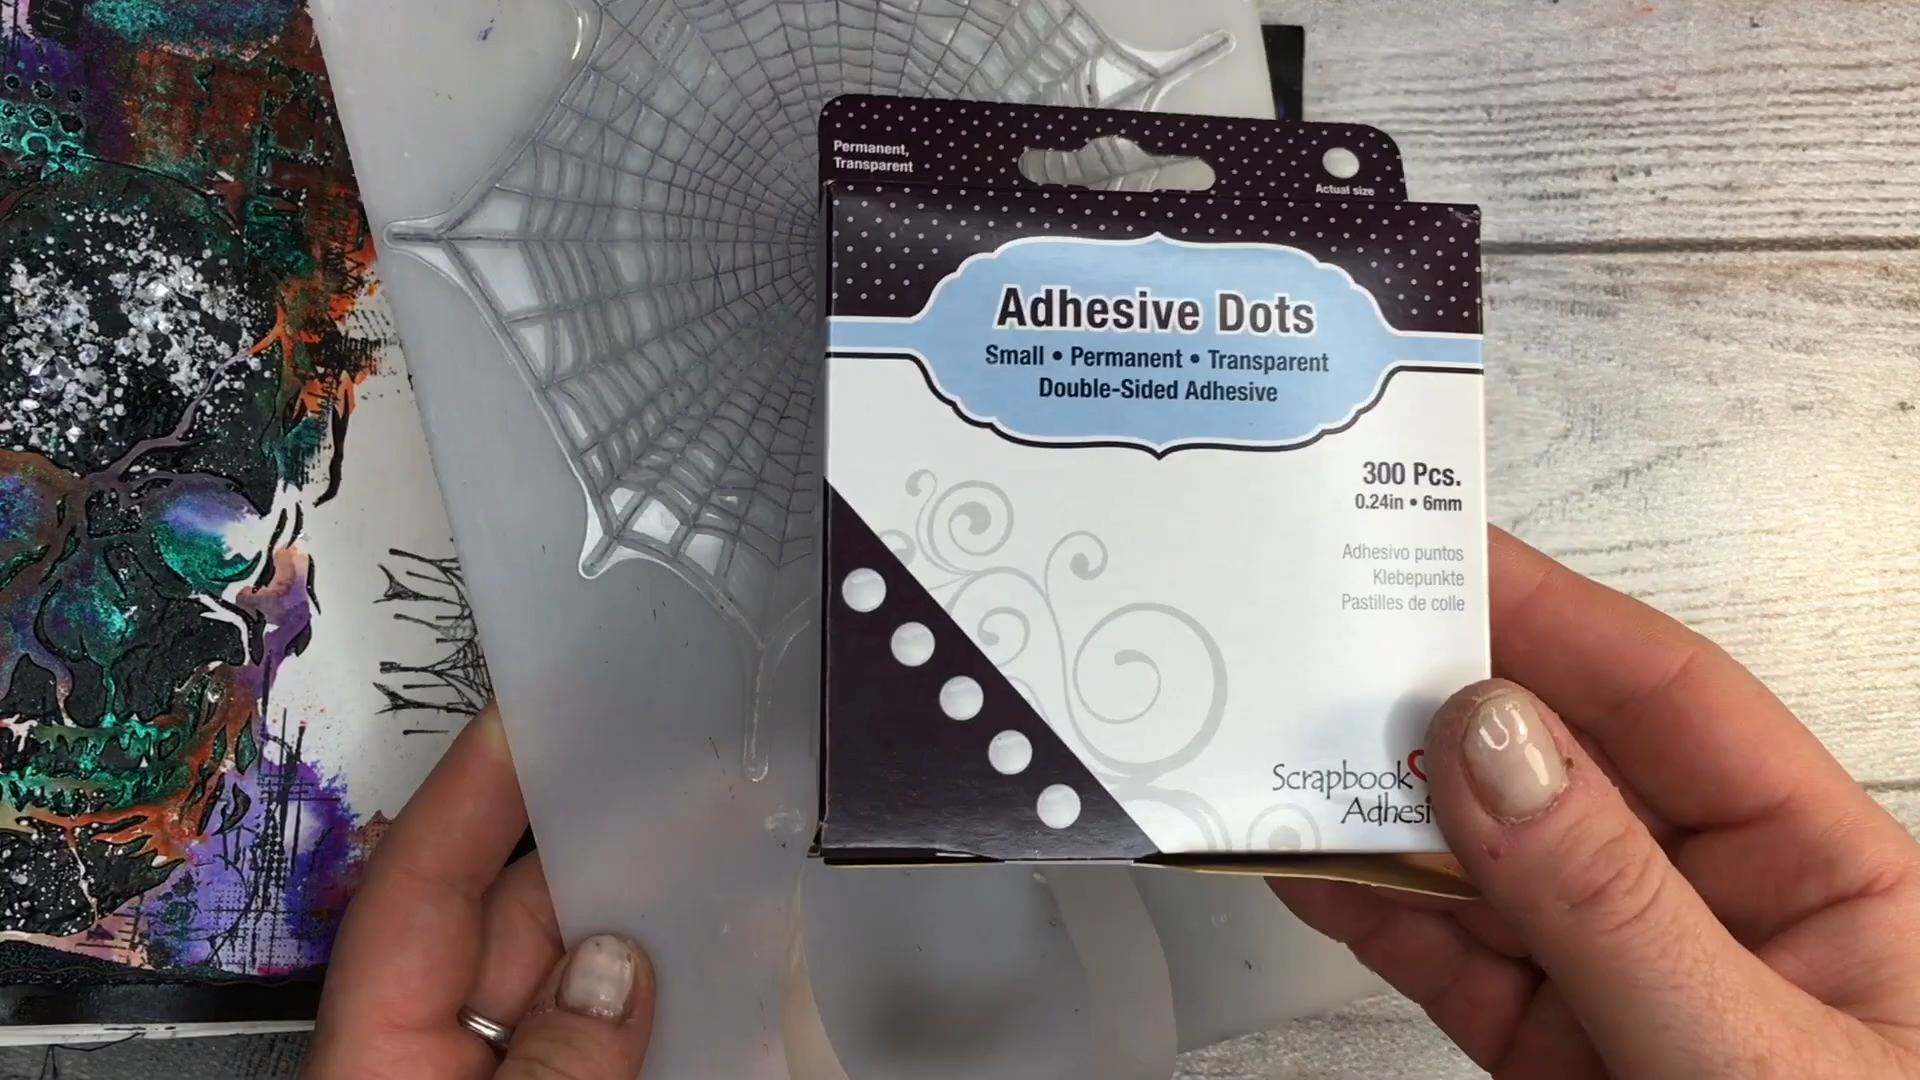 Permanent,
Transparent
Actual size
Adhesive Dots
Small • Permanent • Transparent
Double-Sided Adhesive
300 Pcs.
0.24in • 6mm
Adhesivo puntos
Klebepunkte
Pastilles de colle
Scrapbook
Adhesi